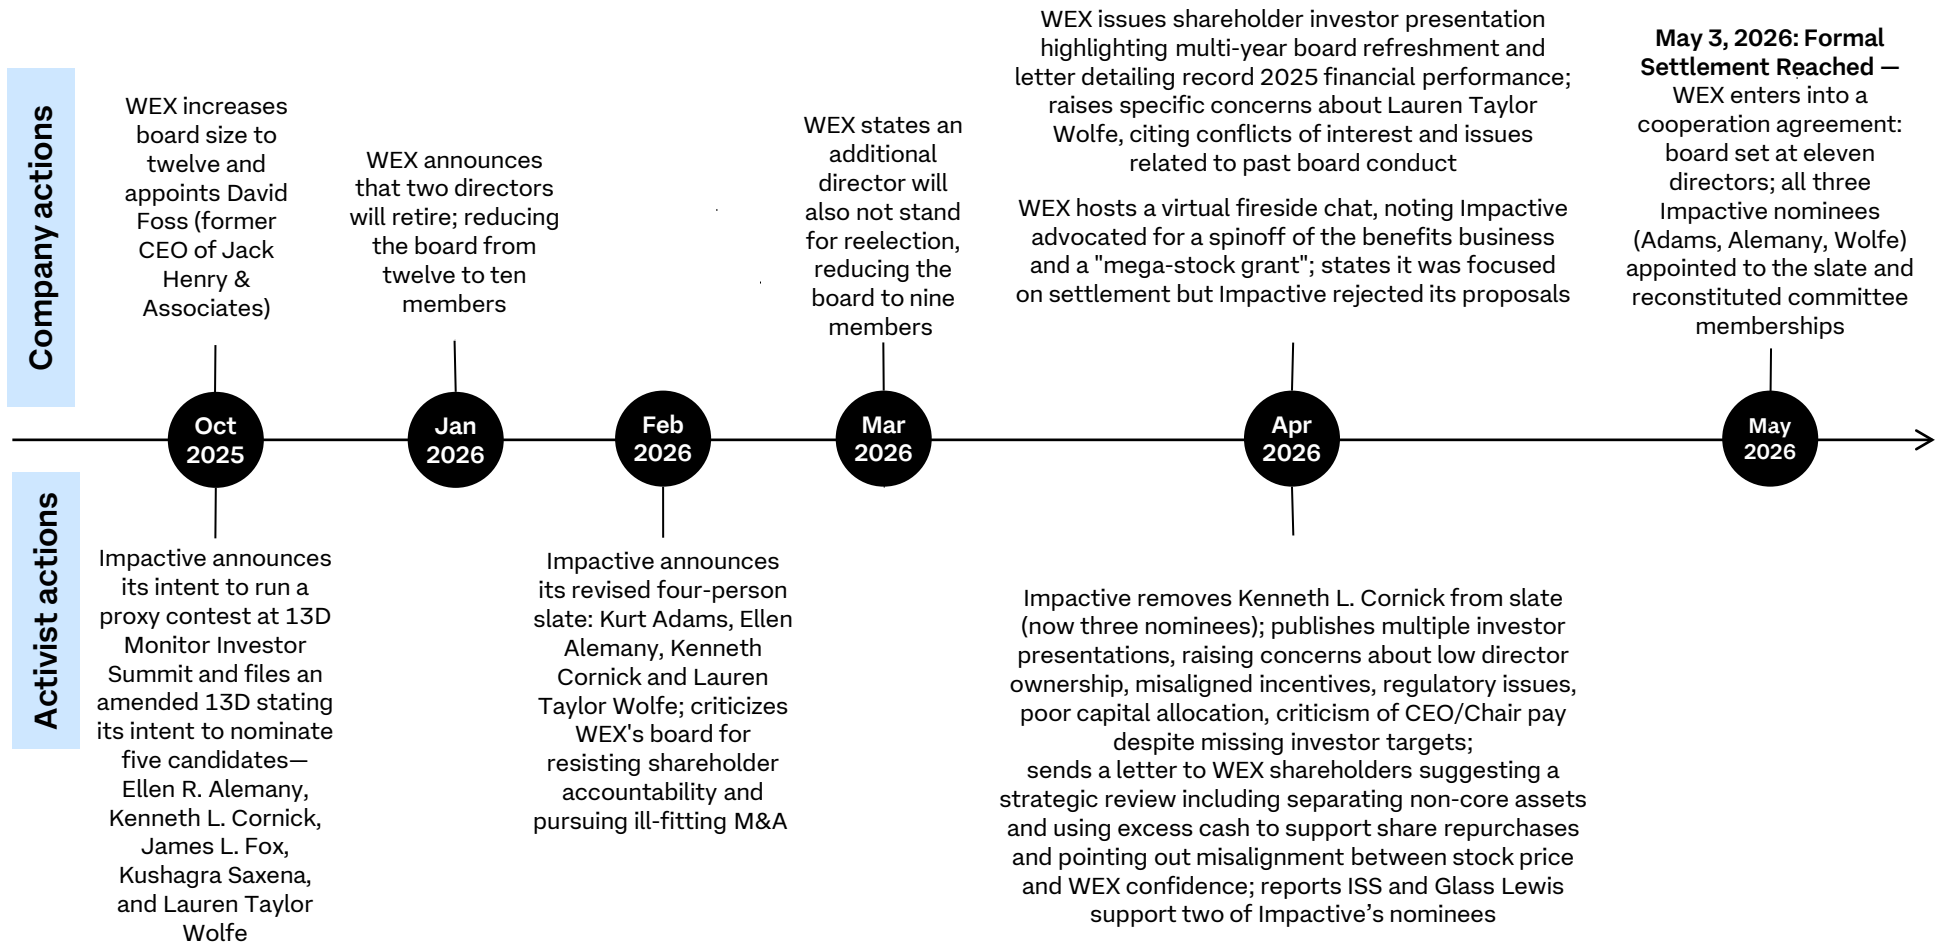 Company actions
WEX increases
board size to
twelve and
appoints David
Foss (former
CEO of Jack
Henry &
Associates)
WEX announces
that two directors
will retire; reducing
the board from
twelve to ten
members
WEX states an
additional
director will
also not stand
for reelection,
reducing the
board to nine
members
WEX issues shareholder investor presentation
highlighting multi-year board refreshment and
letter detailing record 2025 financial performance;
raises specific concerns about Lauren Taylor
Wolfe, citing conflicts of interest and issues
related to past board conduct
WEX hosts a virtual fireside chat, noting Impactive
advocated for a spinoff of the benefits business
and a "mega-stock grant"; states it was focused
on settlement but Impactive rejected its proposals
May 3, 2026: Formal
Settlement Reached —
WEX enters into a
cooperation agreement:
board set at eleven
directors; all three
Impactive nominees
(Adams, Alemany, Wolfe)
appointed to the slate and
reconstituted committee
memberships
Oct
2025
Jan
2026
Feb
2026
Mar
2026
Apr
2026
May
2026
Activist actions
Impactive announces
its intent to run a
proxy contest at 13D
Monitor Investor
Summit and files an
amended 13D stating
its intent to nominate
five candidates—
Ellen R. Alemany,
Kenneth L. Cornick,
James L. Fox,
Kushagra Saxena,
and Lauren Taylor
Wolfe
Impactive announces
its revised four-person
slate: Kurt Adams, Ellen
Alemany, Kenneth
Cornick and Lauren
Taylor Wolfe; criticizes
WEX's board for
resisting shareholder
accountability and
pursuing ill-fitting M&A
Impactive removes Kenneth L. Cornick from slate
(now three nominees); publishes multiple investor
presentations, raising concerns about low director
ownership, misaligned incentives, regulatory issues,
poor capital allocation, criticism of CEO/Chair pay
despite missing investor targets;
sends a letter to WEX shareholders suggesting a
strategic review including separating non-core assets
and using excess cash to support share repurchases
and pointing out misalignment between stock price
and WEX confidence; reports ISS and Glass Lewis
support two of Impactive’s nominees